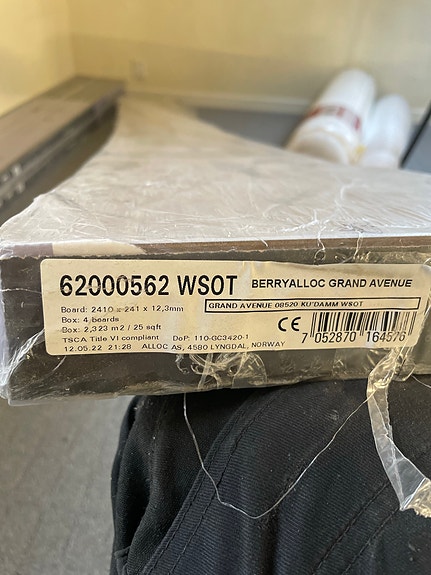 62000562 WSOT BERRYALLOC GRAND AVENUE
GRAND AVENUE 08520 KU'DAMM WSOT
Board: 2410 x 241 x 12,3mm
Box: 4 boards
Box: 2,323 m2 / 25 sqft
TSCA Title VI compliant DoP: 110-GC3420-1
12.05.22 21:28 ALLOC AS, 4580 LYNGDAL, NORWAY
CE
7 052870 164576